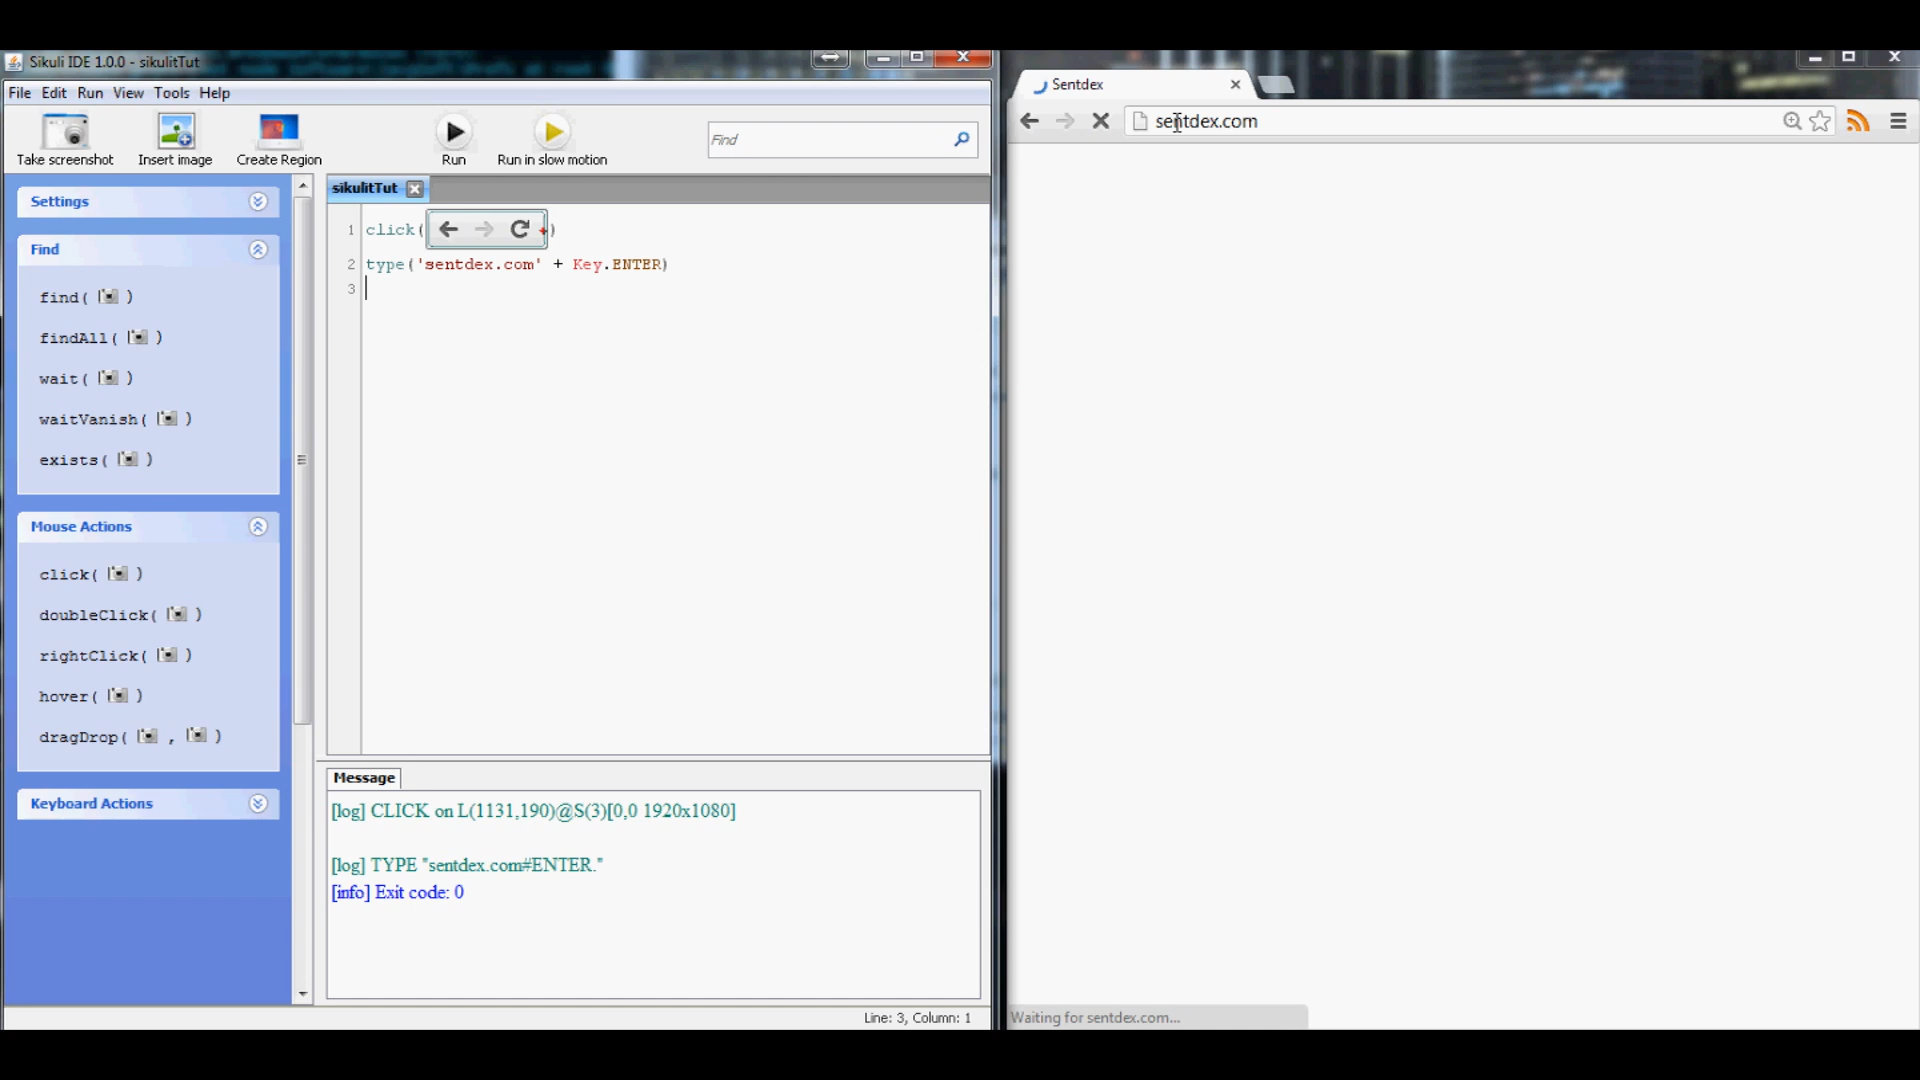 Sikuli IDE 1.0.0 - sikulitTut
File Edit Run View Tools Help
Take screenshot Insert image Create Region Run Run in slow motion Find
Settings
Find
find( )
findAll( )
wait( )
waitVanish( )
exists( )
Mouse Actions
click( )
doubleClick( )
rightClick( )
hover( )
dragDrop( , )
Keyboard Actions
sikulitTut
1 click( )
2 type('sentdex.com' + Key.ENTER)
3
Message
[log] CLICK on L(1131,190)@S(3)[0,0 1920x1080]
[log] TYPE "sentdex.com#ENTER."
[info] Exit code: 0
Line: 3, Column: 1
Sentdex
sentdex.com
Waiting for sentdex.com...